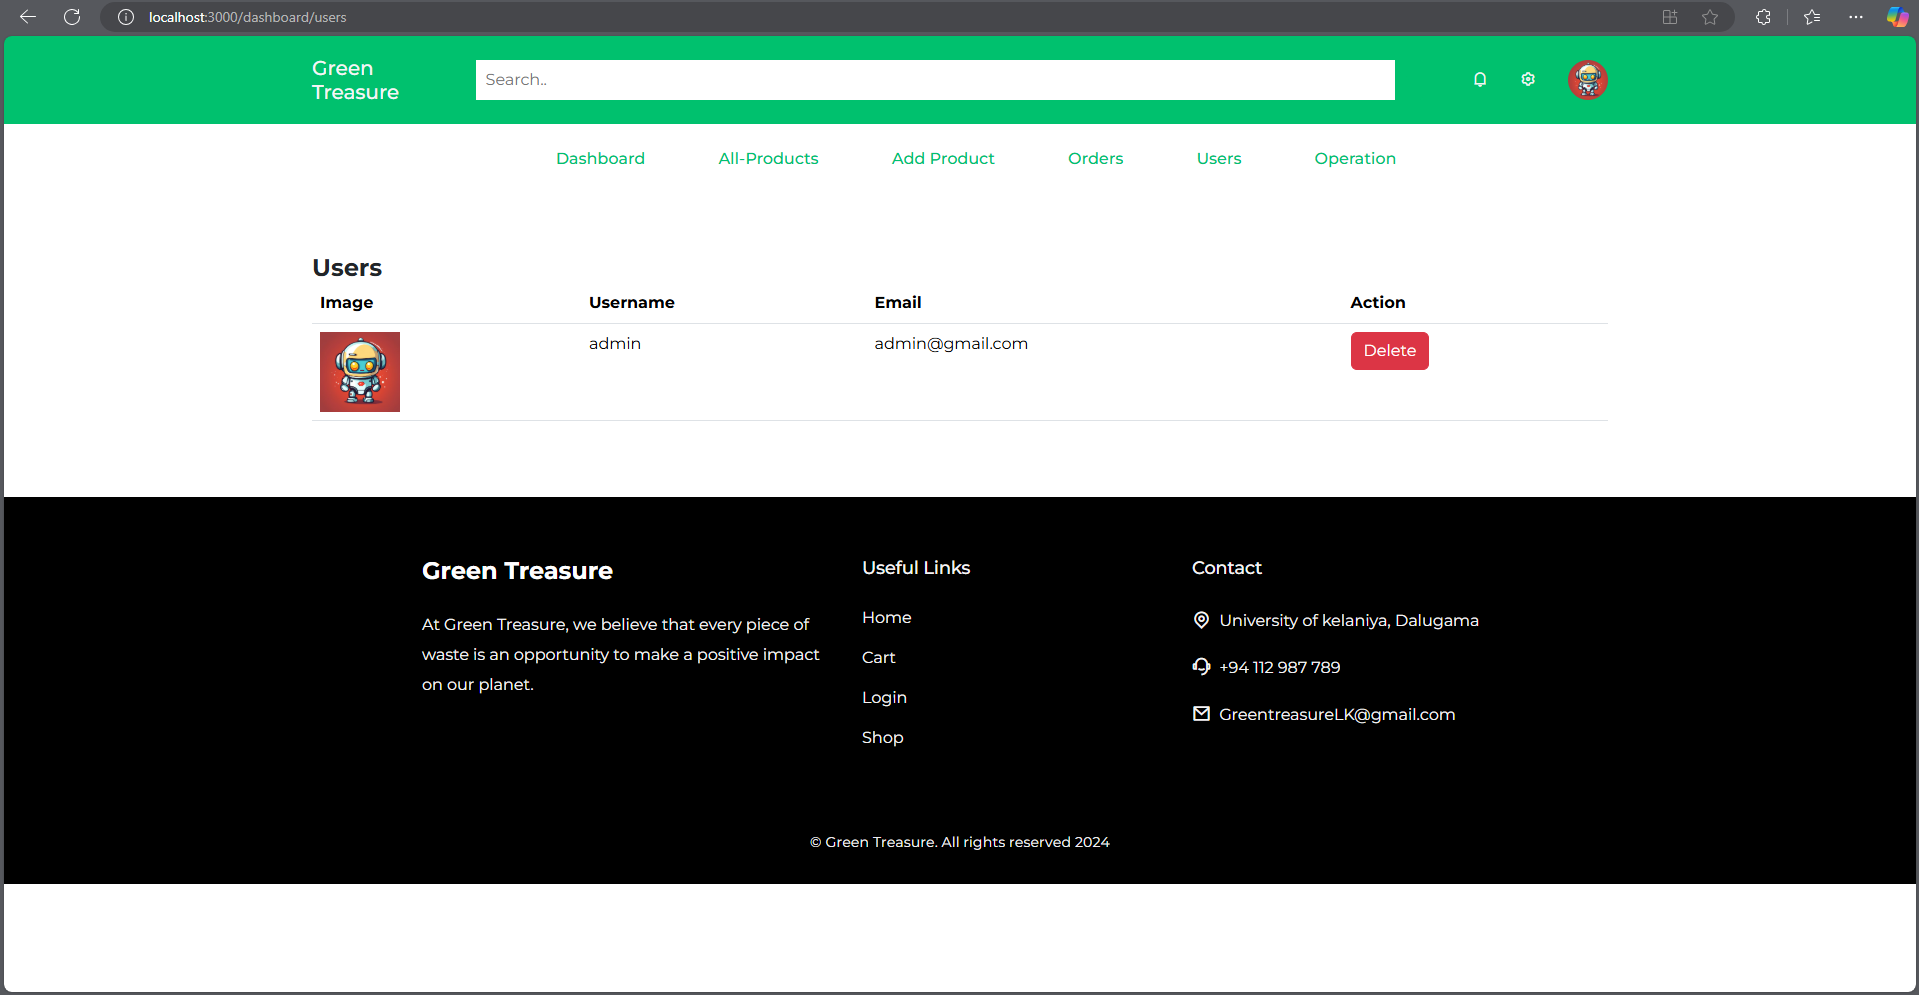 localhost:3000/dashboard/users
Green
Treasure
Search..
Dashboard All-Products Add Product Orders Users Operation
Users
Image Username Email Action
admin admin@gmail.com Delete
Green Treasure
At Green Treasure, we believe that every piece of
waste is an opportunity to make a positive impact
on our planet.
Useful Links
Home
Cart
Login
Shop
Contact
University of kelaniya, Dalugama
+94 112 987 789
GreentreasureLK@gmail.com
© Green Treasure. All rights reserved 2024